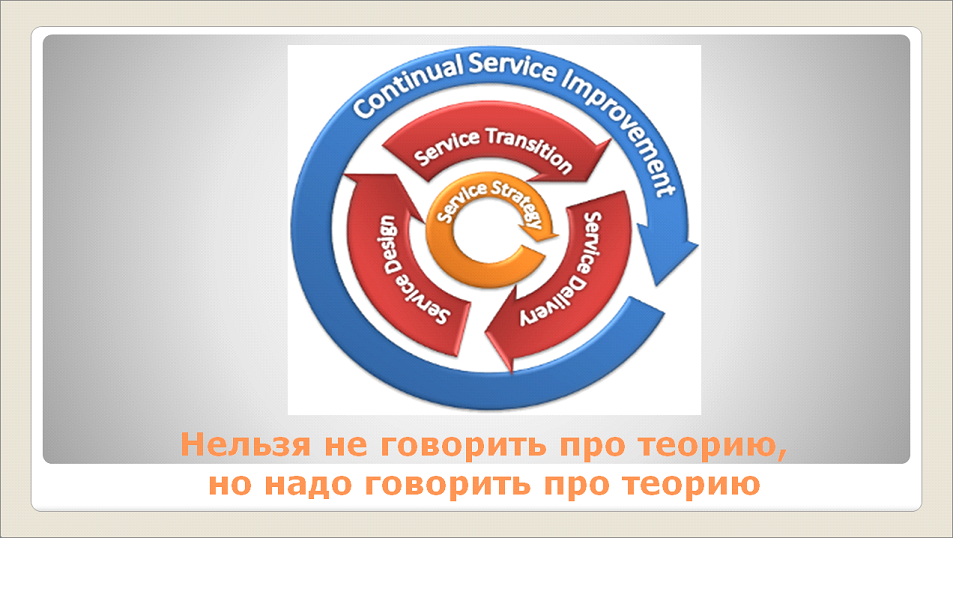 Continual Service Improvement
Service Transition
Service Strategy
Service Design
Service Delivery
Нельзя не говорить про теорию,
но надо говорить про теорию